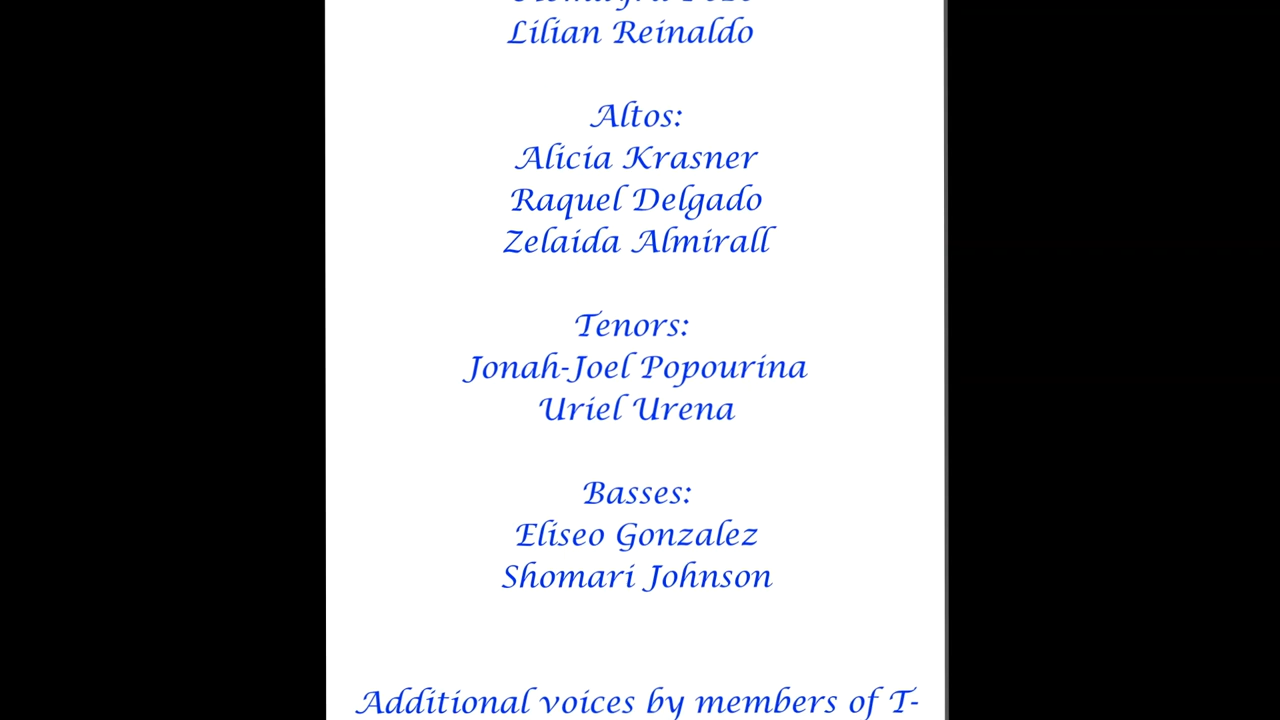 Lilian Reinaldo
Altos:
Alicia Krasner
Raquel Delgado
Zelaida Almirall
Tenors:
Jonah-Joel Popourina
Uriel Urena
Basses:
Eliseo Gonzalez
Shomari Johnson
Additional voices by members of T-